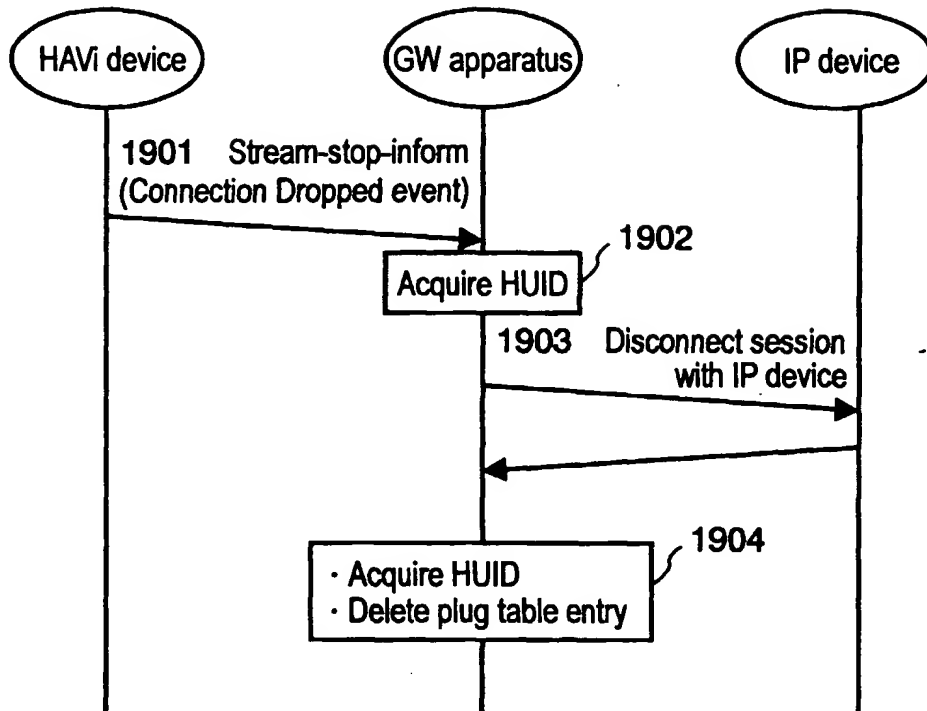 HAVi device
GW apparatus
IP device
1901 Stream-stop-inform
(Connection Dropped event)
1902
Acquire HUID
1903 Disconnect session
with IP device
1904
· Acquire HUID
· Delete plug table entry